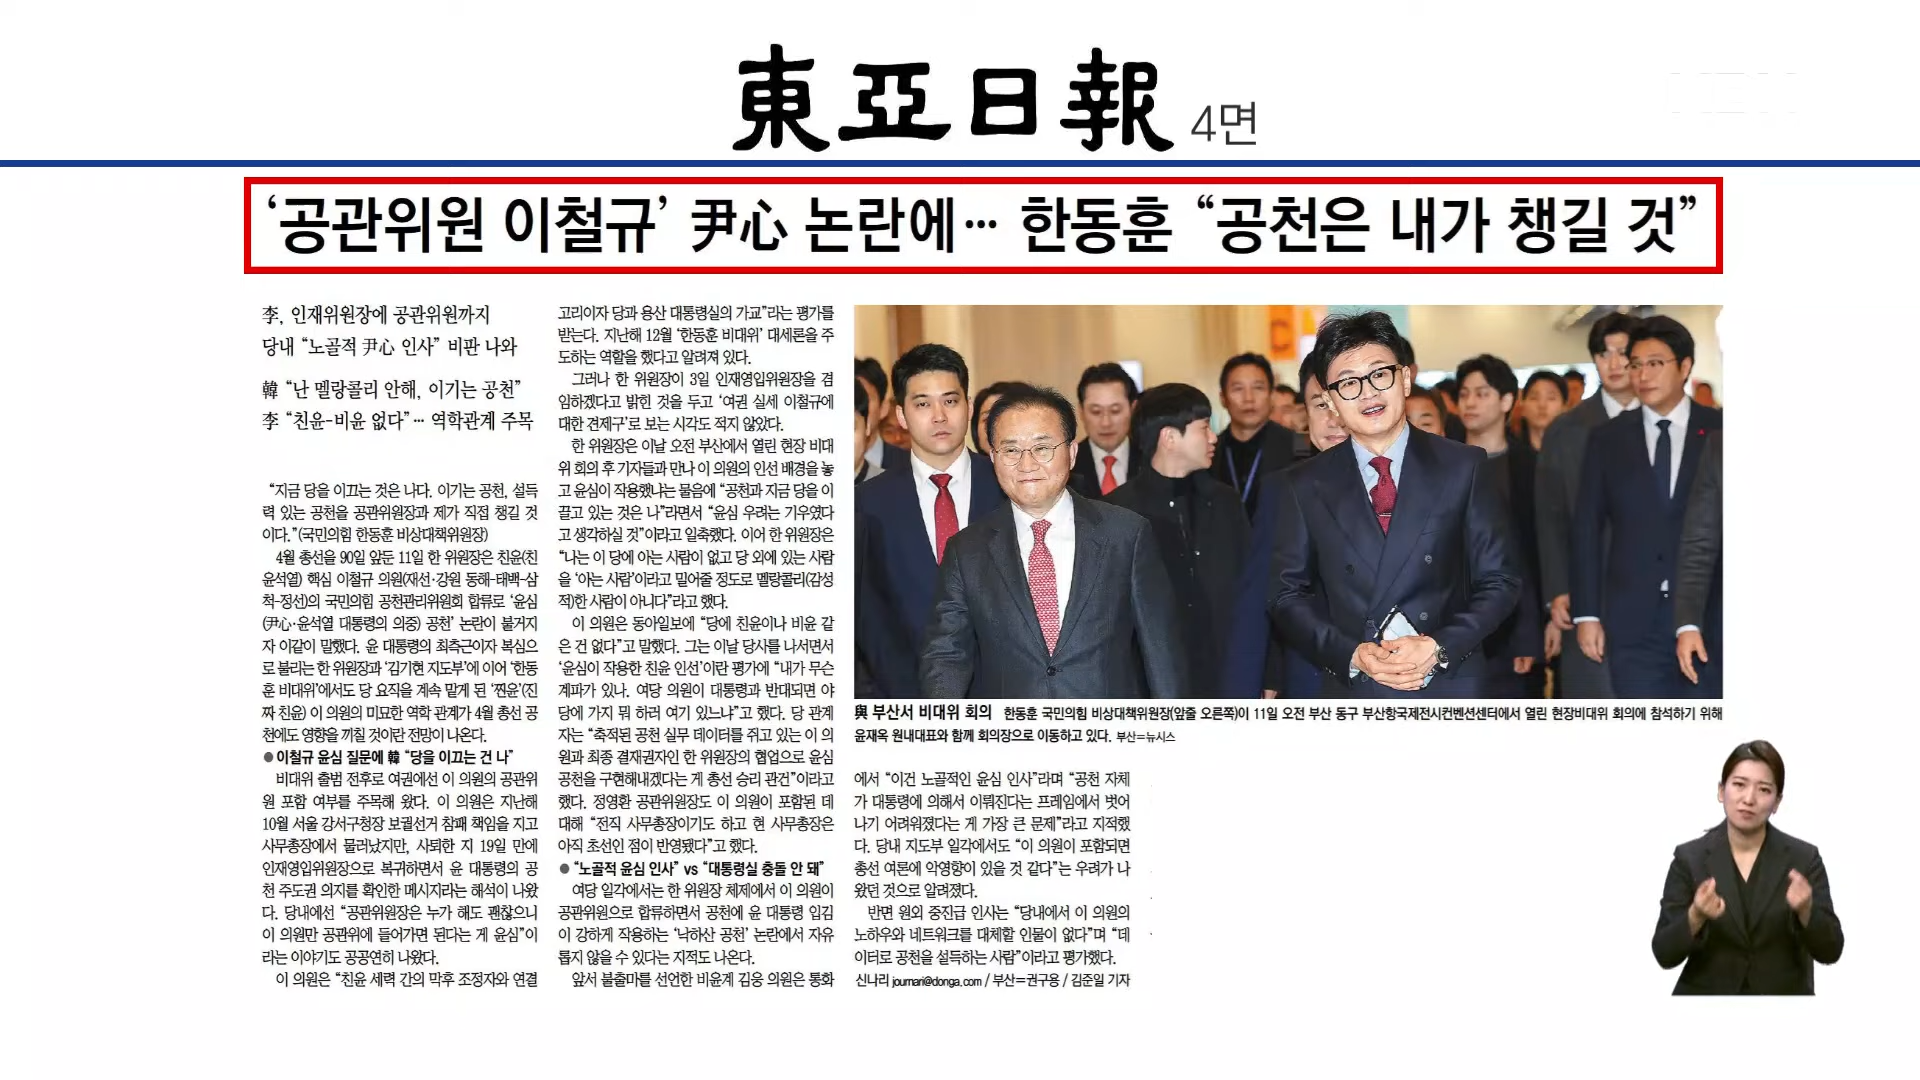 東亞日報 4면
‘공관위원 이철규’ 尹心 논란에… 한동훈 “공천은 내가 챙길 것”
李, 인재위원장에 공관위원까지
당내 “노골적 尹心 인사” 비판 나와
韓 “난 멜랑콜리 안해, 이기는 공천”
李 “친윤-비윤 없다”… 역학관계 주목
“지금 당을 이끄는 것은 나다. 이기는 공천, 설득
력 있는 공천을 공관위원장과 제가 직접 챙길 것
이다.”(국민의힘 한동훈 비상대책위원장)
4월 총선을 90일 앞둔 11일 한 위원장은 친윤(친
윤석열) 핵심 이철규 의원(재선·강원 동해-태백-삼
척-정선)의 국민의힘 공천관리위원회 합류로 ‘윤심
(尹心·윤석열 대통령의 의중) 공천’ 논란이 불거지
자 이같이 말했다. 윤 대통령의 최측근이자 복심으
로 불리는 한 위원장과 ‘김기현 지도부’에 이어 ‘한동
훈 비대위’에서도 당 요직을 계속 맡게 된 ‘찐윤’(진
짜 친윤) 이 의원의 미묘한 역학 관계가 4월 총선 공
천에도 영향을 끼칠 것이란 전망이 나온다.
● 이철규 윤심 질문에 韓 “당을 이끄는 건 나”
비대위 출범 전후로 여권에선 이 의원의 공관위
원 포함 여부를 주목해 왔다. 이 의원은 지난해
10월 서울 강서구청장 보궐선거 참패 책임을 지고
사무총장에서 물러났지만, 사퇴한 지 19일 만에
인재영입위원장으로 복귀하면서 윤 대통령의 공
천 주도권 의지를 확인한 메시지라는 해석이 나왔
다. 당내에선 “공관위원장은 누가 해도 괜찮으니
이 의원만 공관위에 들어가면 된다는 게 윤심”이
라는 이야기도 공공연히 나왔다.
이 의원은 “친윤 세력 간의 막후 조정자와 연결
고리이자 당과 용산 대통령실의 가교”라는 평가를
받는다. 지난해 12월 ‘한동훈 비대위’ 대세론을 주
도하는 역할을 했다고 알려져 있다.
그러나 한 위원장이 3일 인재영입위원장을 겸
임하겠다고 밝힌 것을 두고 ‘여권 실세 이철규에
대한 견제구’로 보는 시각도 적지 않았다.
한 위원장은 이날 오전 부산에서 열린 현장 비대
위 회의 후 기자들과 만나 이 의원의 인선 배경을 놓
고 윤심이 작용했냐는 물음에 “공천과 지금 당을 이
끌고 있는 것은 나”라면서 “윤심 우려는 기우였다
고 생각하실 것”이라고 일축했다. 이어 한 위원장은
“나는 이 당에 아는 사람이 없고 당 외에 있는 사람
을 ‘아는 사람’이라고 밀어줄 정도로 멜랑콜리(감성
적)한 사람이 아니다”라고 했다.
이 의원은 동아일보에 “당에 친윤이나 비윤 같
은 건 없다”고 말했다. 그는 이날 당사를 나서면서
‘윤심이 작용한 친윤 인선’이란 평가에 “내가 무슨
계파가 있나. 여당 의원이 대통령과 반대되면 야
당에 가지 뭐 하러 여기 있느냐”고 했다. 당 관계
자는 “축적된 공천 실무 데이터를 쥐고 있는 이 의
원과 최종 결재권자인 한 위원장의 협업으로 윤심
공천을 구현해내겠다는 게 총선 승리 관건”이라고
했다. 정영환 공관위원장도 이 의원이 포함된 데
대해 “전직 사무총장이기도 하고 현 사무총장은
아직 초선인 점이 반영됐다”고 했다.
● “노골적 윤심 인사” vs “대통령실 충돌 안 돼”
여당 일각에서는 한 위원장 체제에서 이 의원이
공관위원으로 합류하면서 공천에 윤 대통령 입김
이 강하게 작용하는 ‘낙하산 공천’ 논란에서 자유
롭지 않을 수 있다는 지적도 나온다.
앞서 불출마를 선언한 비윤계 김웅 의원은 통화
與 부산서 비대위 회의 한동훈 국민의힘 비상대책위원장(앞줄 오른쪽)이 11일 오전 부산 동구 부산항국제전시컨벤션센터에서 열린 현장비대위 회의에 참석하기 위해
윤재옥 원내대표와 함께 회의장으로 이동하고 있다. 부산=뉴시스
에서 “이건 노골적인 윤심 인사”라며 “공천 자체
가 대통령에 의해서 이뤄진다는 프레임에서 벗어
나기 어려워졌다는 게 가장 큰 문제”라고 지적했
다. 당내 지도부 일각에서도 “이 의원이 포함되면
총선 여론에 악영향이 있을 것 같다”는 우려가 나
왔던 것으로 알려졌다.
반면 원외 중진급 인사는 “당내에서 이 의원의
노하우와 네트워크를 대체할 인물이 없다”며 “데
이터로 공천을 설득하는 사람”이라고 평가했다.
신나리 journari@donga.com / 부산=권구용 / 김준일 기자